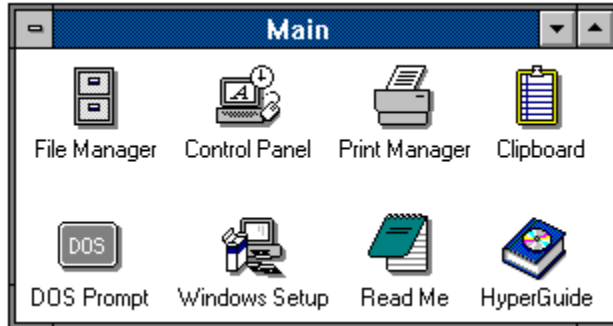 Main
File Manager Control Panel Print Manager Clipboard
DOS
DOS Prompt Windows Setup Read Me HyperGuide